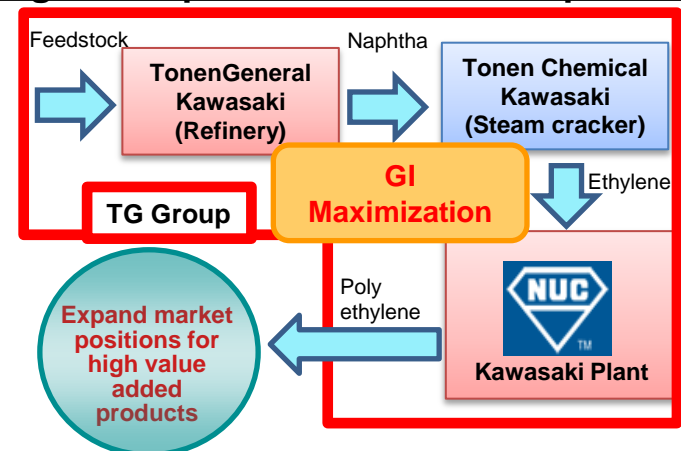 Feedstock
TonenGeneral
Kawasaki
(Refinery)
Naphtha
Tonen Chemical
Kawasaki
(Steam cracker)
GI
Maximization
Ethylene
TG Group
NUC
TM
Kawasaki Plant
Poly
ethylene
Expand market
positions for
high value
added
products